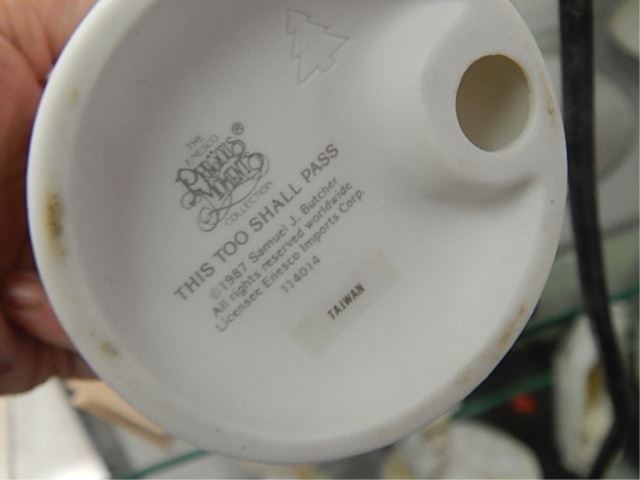 THE
ENESCO
PRECIOUS
MOMENTS®
COLLECTION
THIS TOO SHALL PASS
©1987 Samuel J. Butcher
All rights reserved worldwide
Licensee Enesco Imports Corp.
114014
TAIWAN